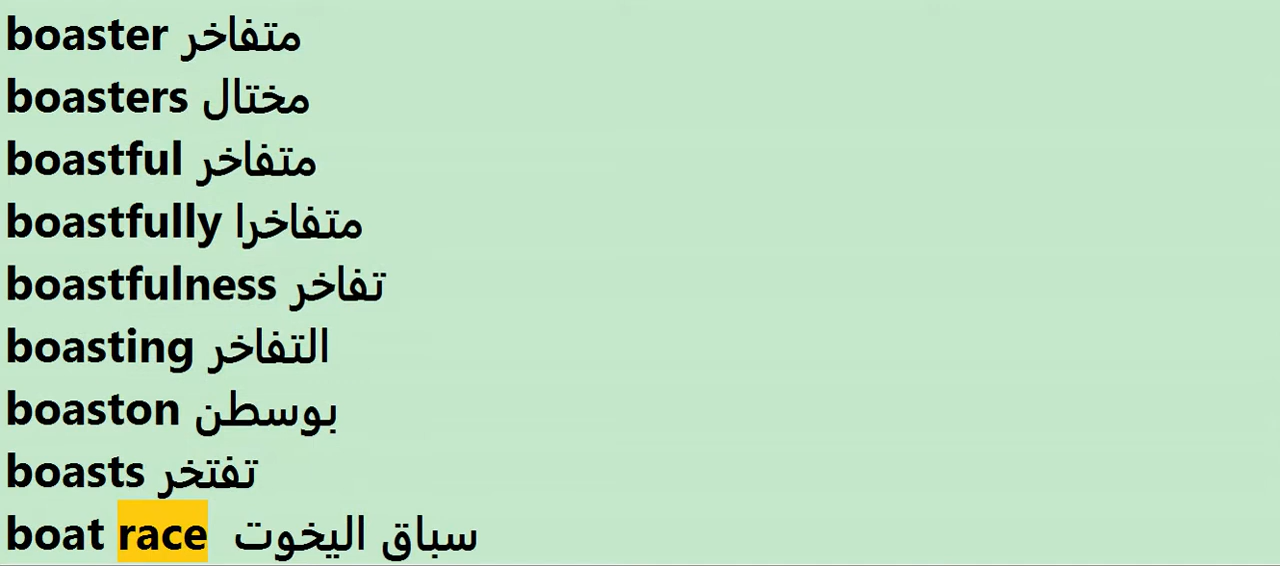 boaster متفاخر
boasters مختال
boastful متفاخر
boastfully متفاخرا
boastfulness تفاخر
boasting التفاخر
boaston بوسطن
boasts تفتخر
boat race سباق اليخوت